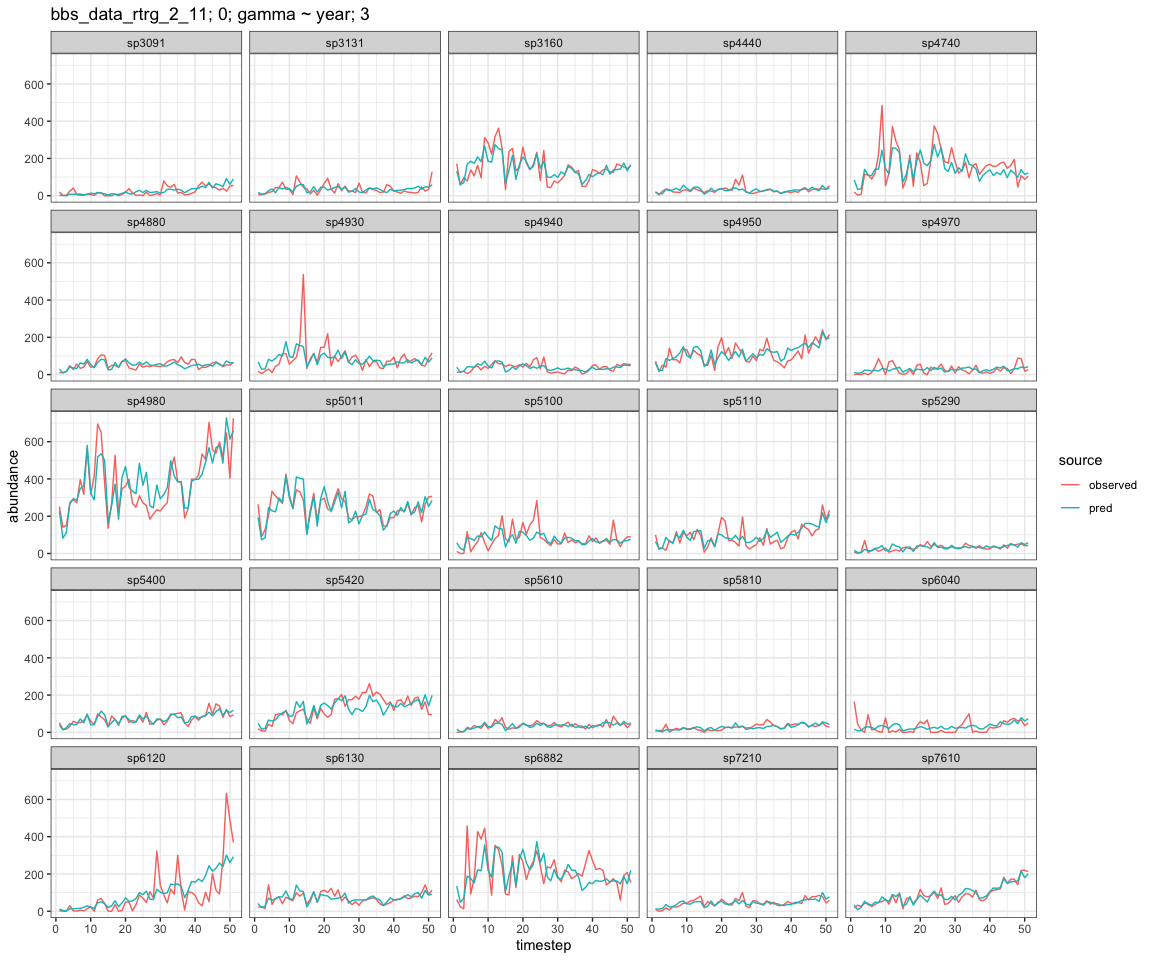 bbs_data_rtrg_2_11; 0; gamma ~ year; 3
sp3091 sp3131 sp3160 sp4440 sp4740
600
400
200
0
sp4880 sp4930 sp4940 sp4950 sp4970
600
400
200
0
sp4980 sp5011 sp5100 sp5110 sp5290
600
400
200
0
sp5400 sp5420 sp5610 sp5810 sp6040
600
400
200
0
sp6120 sp6130 sp6882 sp7210 sp7610
600
400
200
0
0 10 20 30 40 50 0 10 20 30 40 50 0 10 20 30 40 50 0 10 20 30 40 50 0 10 20 30 40 50
timestep
abundance
source
observed
pred